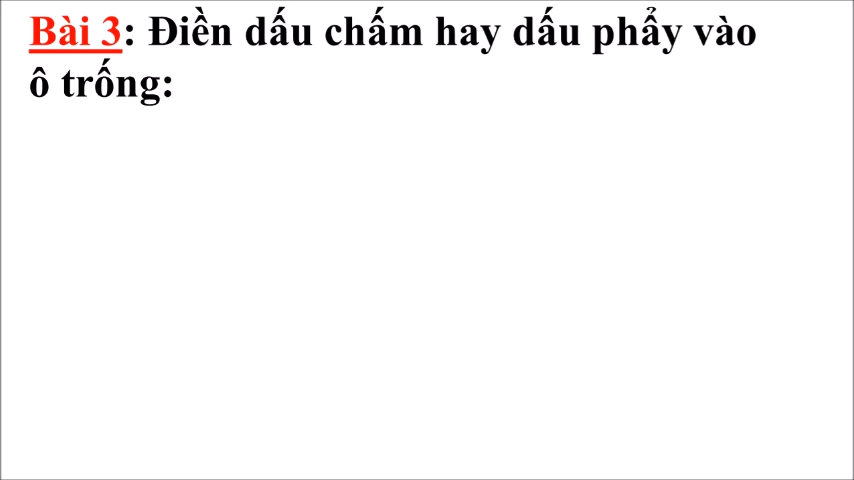 Bài 3: Điền dấu chấm hay dấu phẩy vào
ô trống: